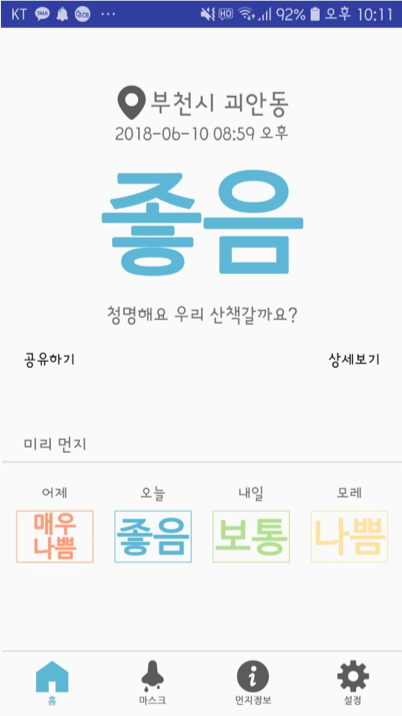 KT TALK ... HD 92% 오후 10:11
부천시 괴안동
2018-06-10 08:59 오후
좋음
청명해요 우리 산책갈까요?
공유하기 상세보기
미리 먼지
어제 오늘 내일 모레
매우 나쁨 좋음 보통 나쁨
홈 마스크 먼지정보 설정